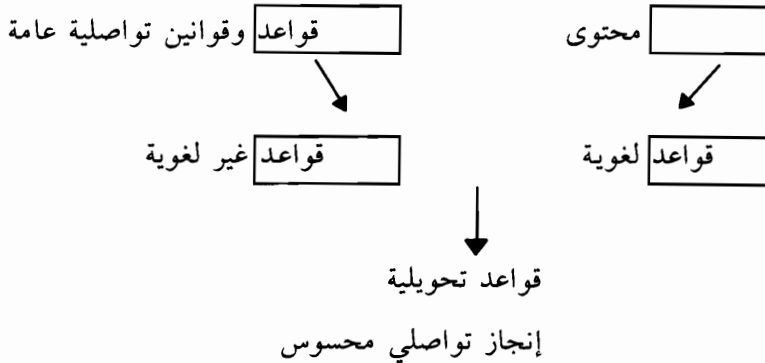 محتوى
قواعد وقوانين تواصلية عامة
قواعد لغوية
قواعد غير لغوية
قواعد تحويلية
إنجاز تواصلي محسوس